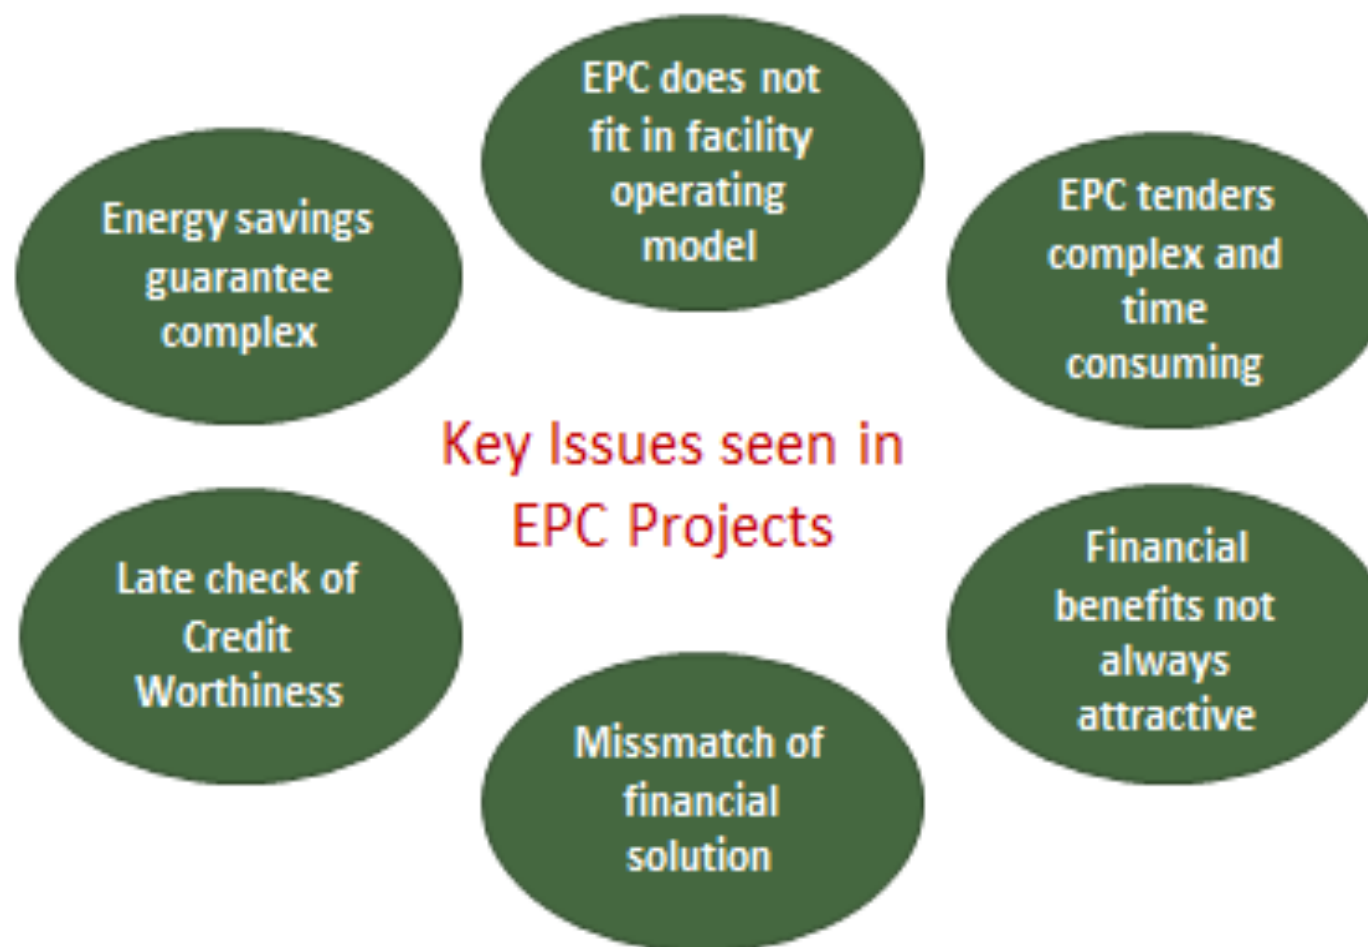 EPC does not
fit in facility
operating
model
Energy savings
guarantee
complex
EPC tenders
complex and
time
consuming
Key Issues seen in
EPC Projects
Late check of
Credit
Worthiness
Financial
benefits not
always
attractive
Missmatch of
financial
solution